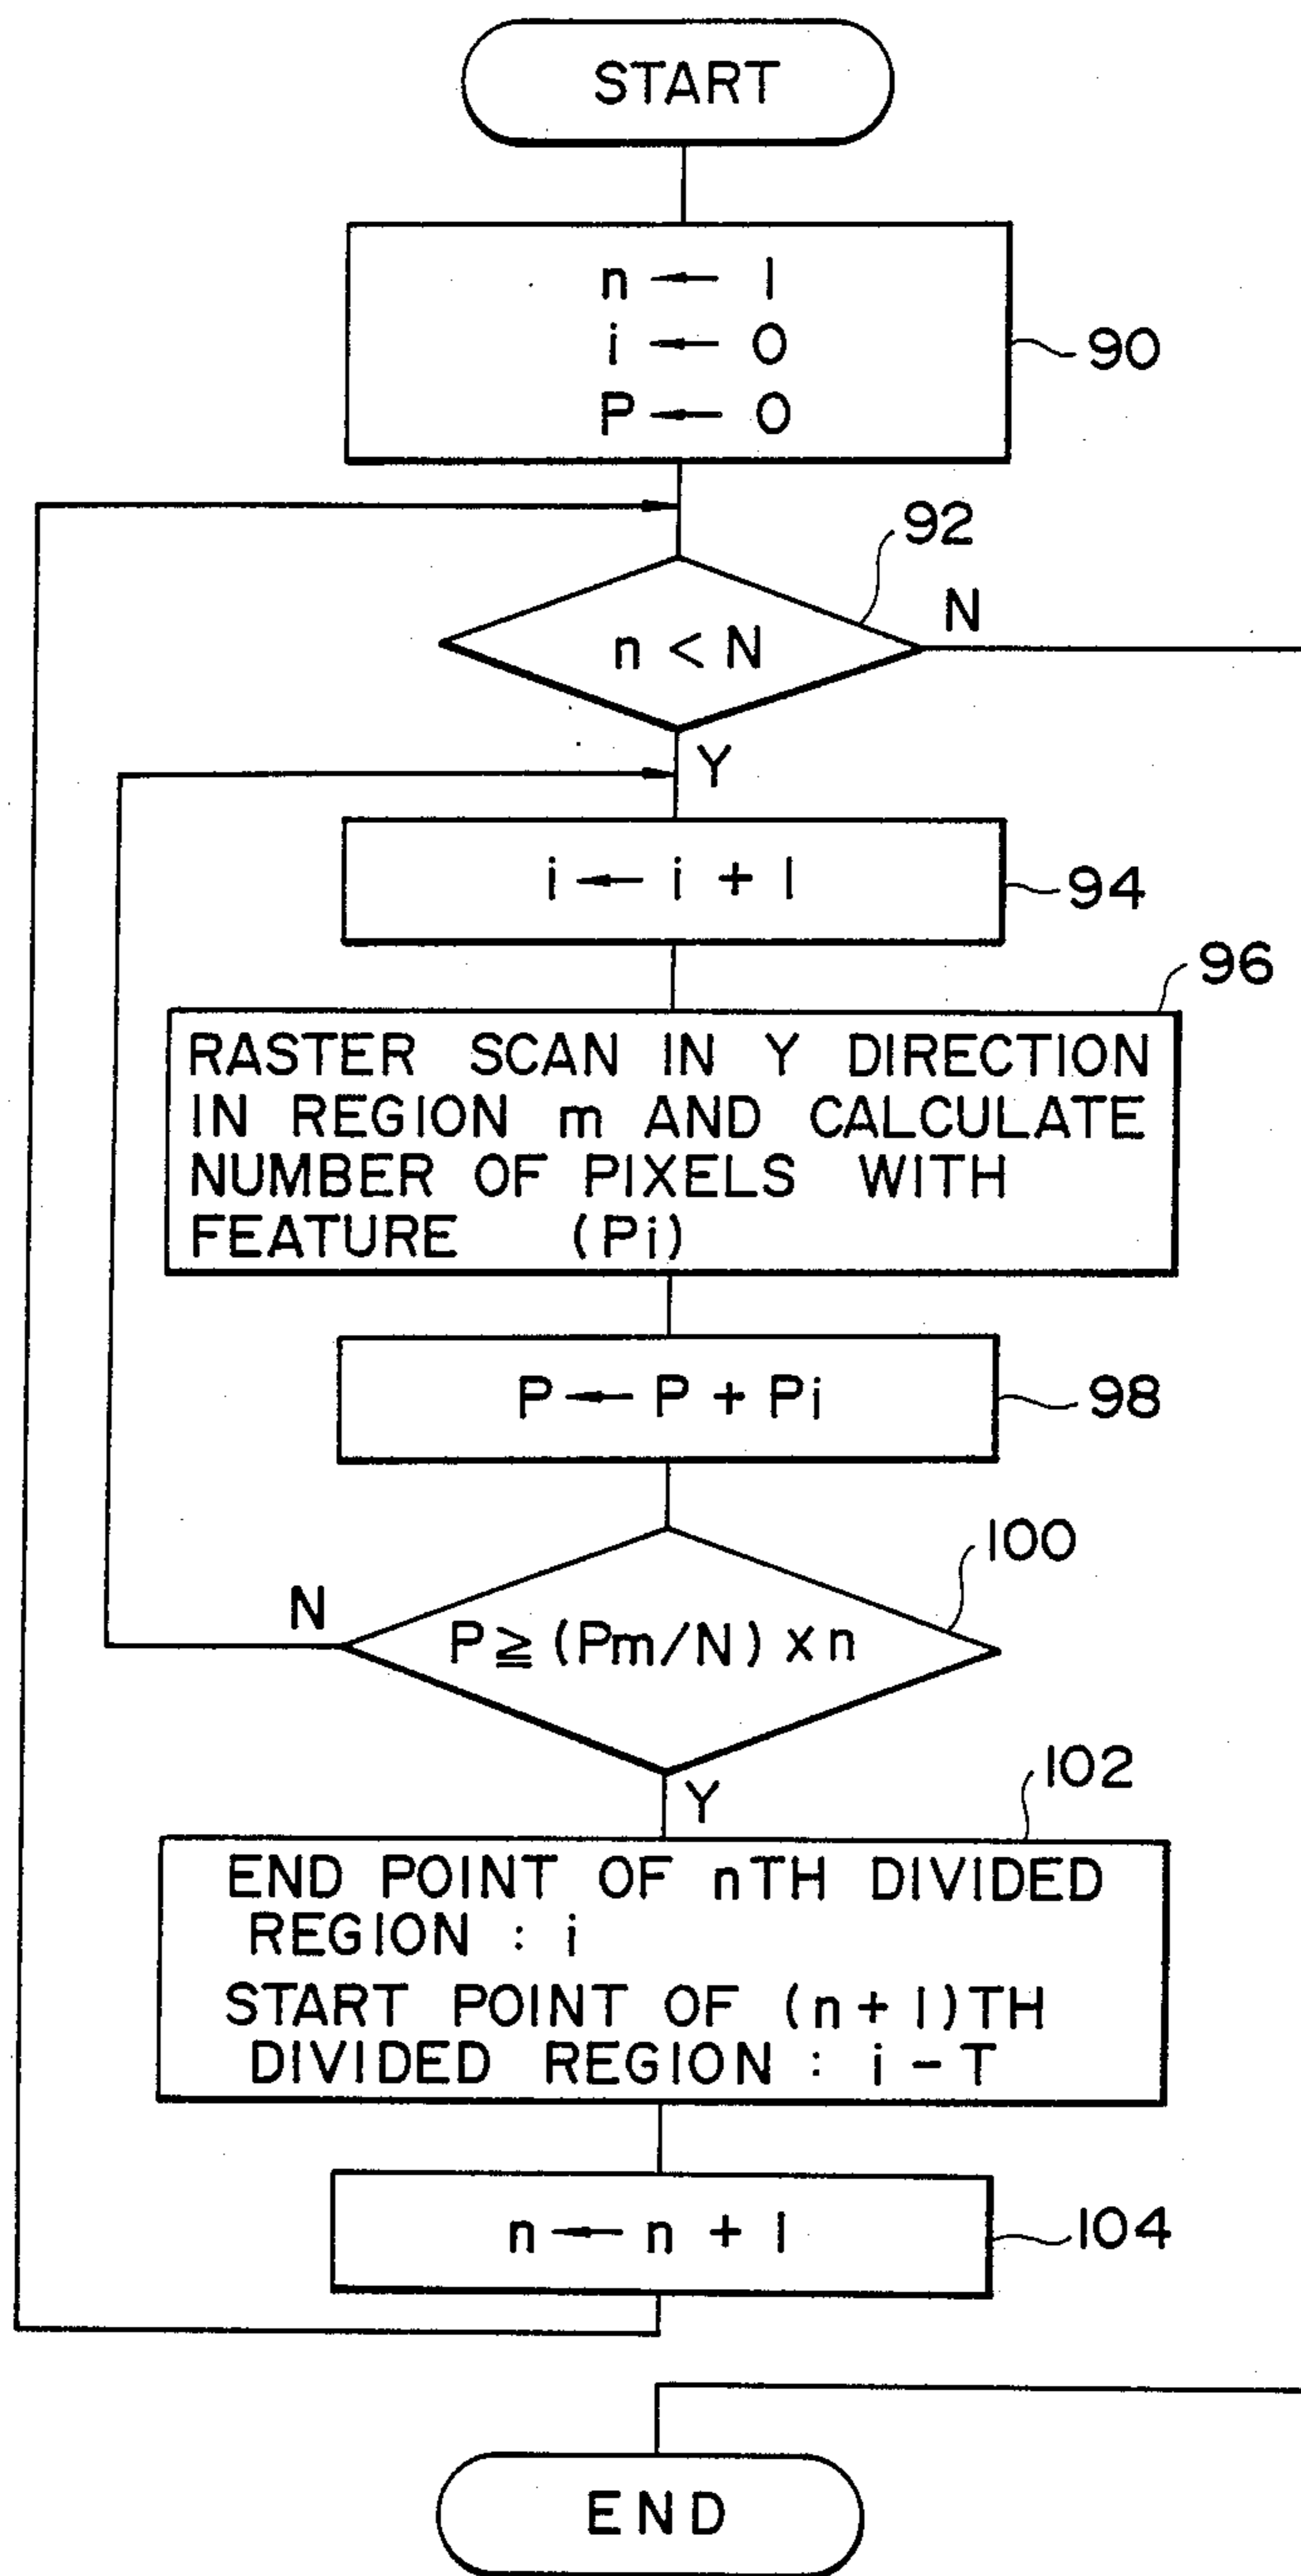 START
n ← 1
i ← 0
P ← 0
90
92
n < N
N
Y
i ← i + 1
94
96
RASTER SCAN IN Y DIRECTION
IN REGION m AND CALCULATE
NUMBER OF PIXELS WITH
FEATURE (Pi)
P ← P + Pi
98
100
N
P ≧ (Pm/N) x n
Y
102
END POINT OF nTH DIVIDED
REGION : i
START POINT OF (n + 1)TH
DIVIDED REGION : i - T
n ← n + 1
104
END